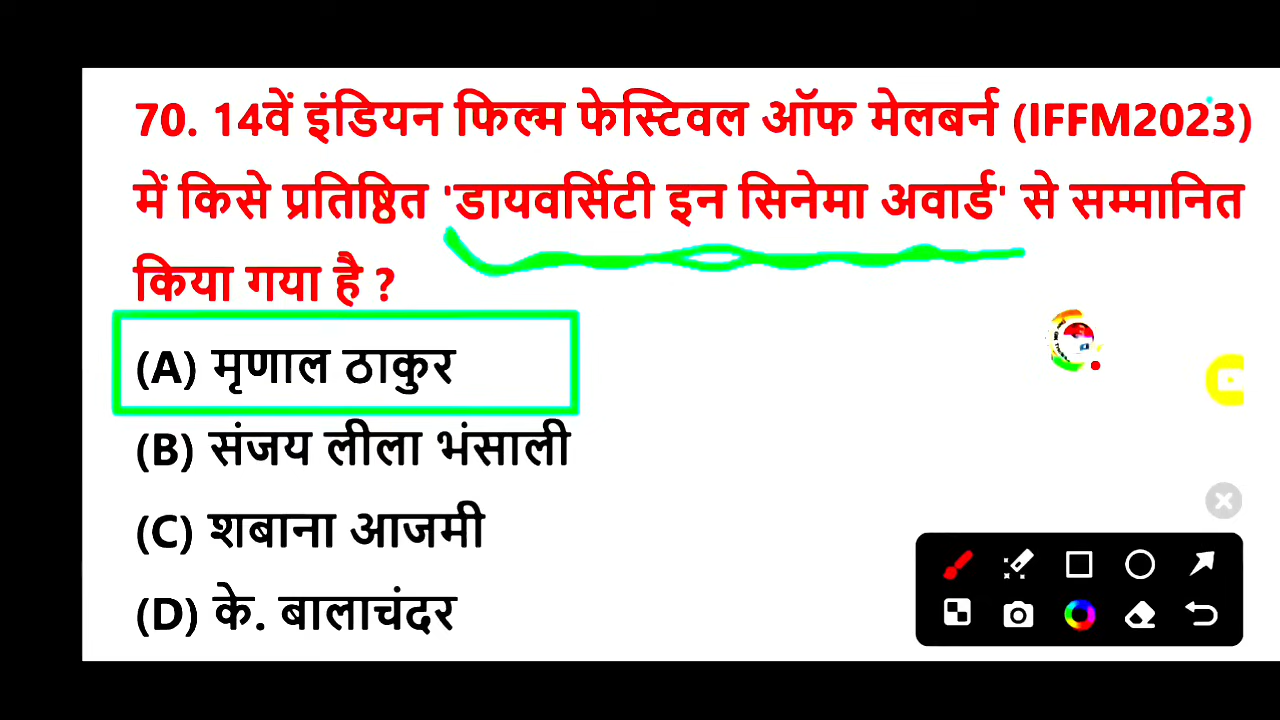 70. 14वें इंडियन फिल्म फेस्टिवल ऑफ मेलबर्न (IFFM2023)
में किसे प्रतिष्ठित 'डायवर्सिटी इन सिनेमा अवार्ड' से सम्मानित
किया गया है ?
(A) मृणाल ठाकुर
(B) संजय लीला भंसाली
(C) शबाना आजमी
(D) के. बालाचंदर